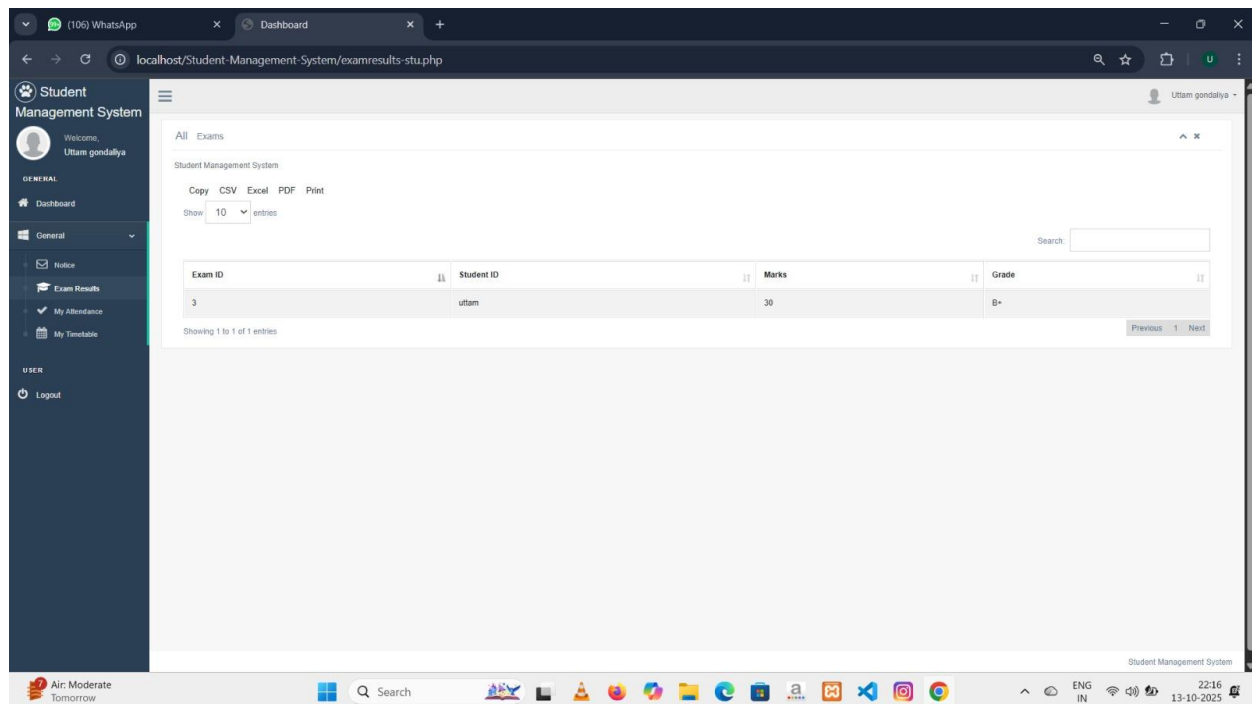 (106) WhatsApp
Dashboard
localhost/Student-Management-System/examresults-stu.php
U
Student
Management System
Welcome,
Uttam gondaliya
GENERAL
Dashboard
General
Notice
Exam Results
My Attendance
My Timetable
USER
Logout
Uttam gondaliya
All Exams
Student Management System
Copy CSV Excel PDF Print
Show 10 entries
Search:
Exam ID Student ID Marks Grade
3 uttam 30 B+
Showing 1 to 1 of 1 entries
Previous 1 Next
Student Management System
7
Air: Moderate
Tomorrow
Search
a
ENG
IN
22:16
13-10-2025